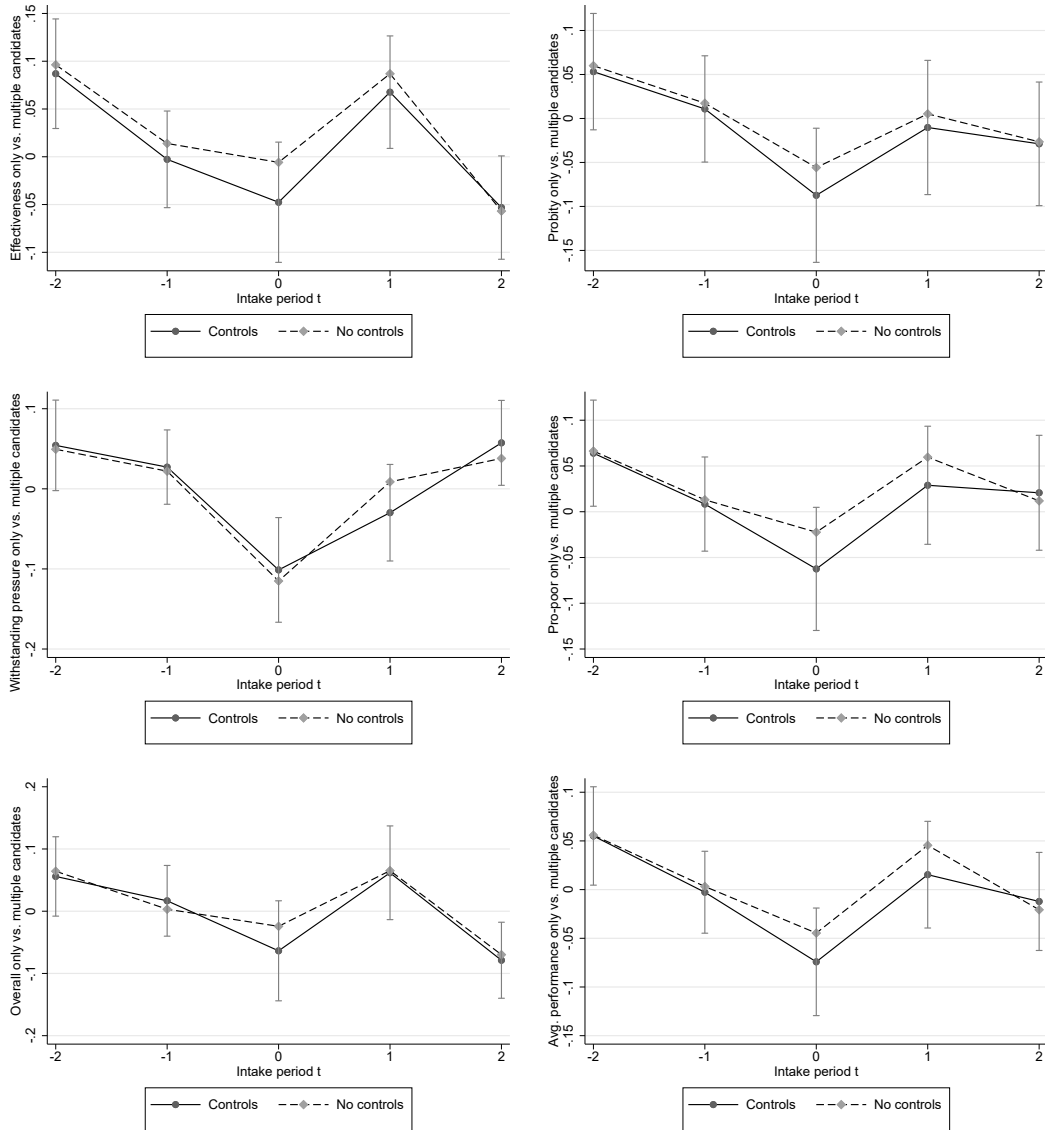 Effectiveness only vs. multiple candidates
.15
.1
.05
0
-.05
-.1
-2 -1 0 1 2
Intake period t
Controls No controls
Probity only vs. multiple candidates
.1
.05
0
-.05
-.1
-.15
-2 -1 0 1 2
Intake period t
Controls No controls
Withstanding pressure only vs. multiple candidates
.1
0
-.1
-.2
-2 -1 0 1 2
Intake period t
Controls No controls
Pro-poor only vs. multiple candidates
.1
.05
0
-.05
-.1
-.15
-2 -1 0 1 2
Intake period t
Controls No controls
Overall only vs. multiple candidates
.2
.1
0
-.1
-.2
-2 -1 0 1 2
Intake period t
Controls No controls
Avg. performance only vs. multiple candidates
.1
.05
0
-.05
-.1
-.15
-2 -1 0 1 2
Intake period t
Controls No controls